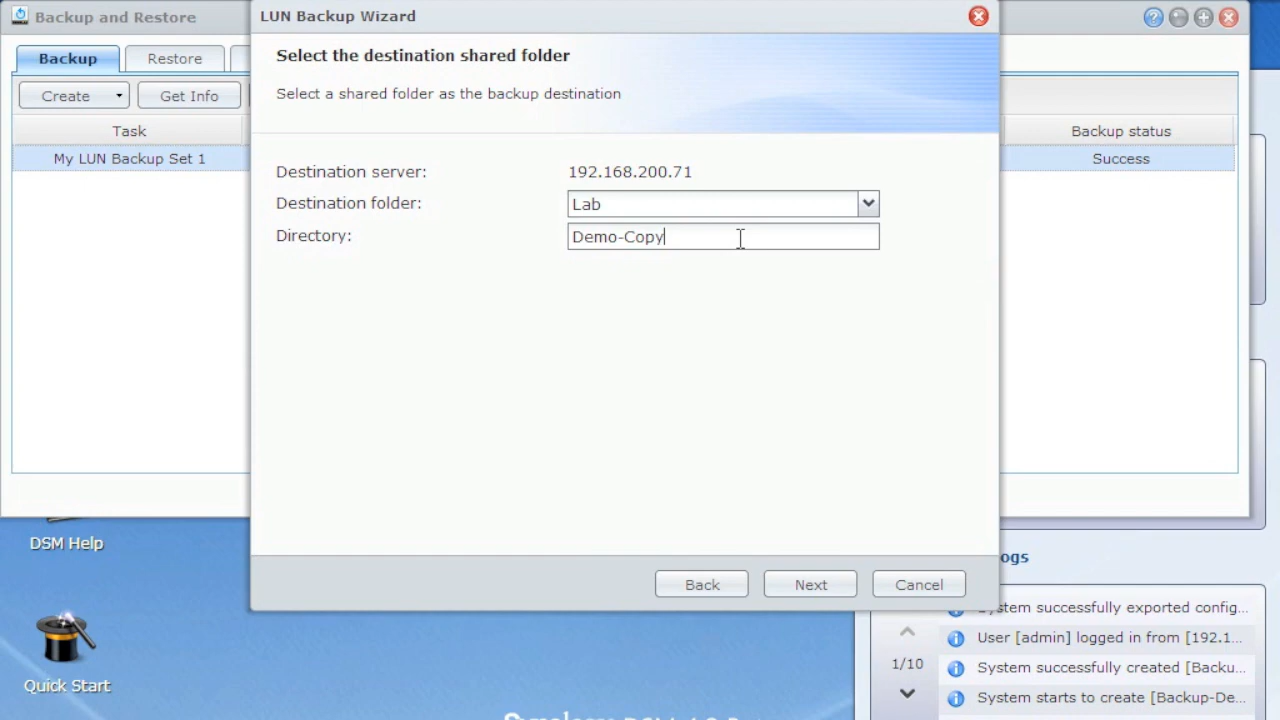 Backup and Restore
LUN Backup Wizard
Backup
Restore
Select the destination shared folder
Create
Get Info
Select a shared folder as the backup destination
Task
Backup status
My LUN Backup Set 1
Success
Destination server:
192.168.200.71
Destination folder:
Lab
Directory:
Demo-Copy
Back
Next
Cancel
DSM Help
Quick Start
ogs
System successfully exported config...
User [admin] logged in from [192.1...
1/10
System successfully created [Backu...
System starts to create [Backup-De...